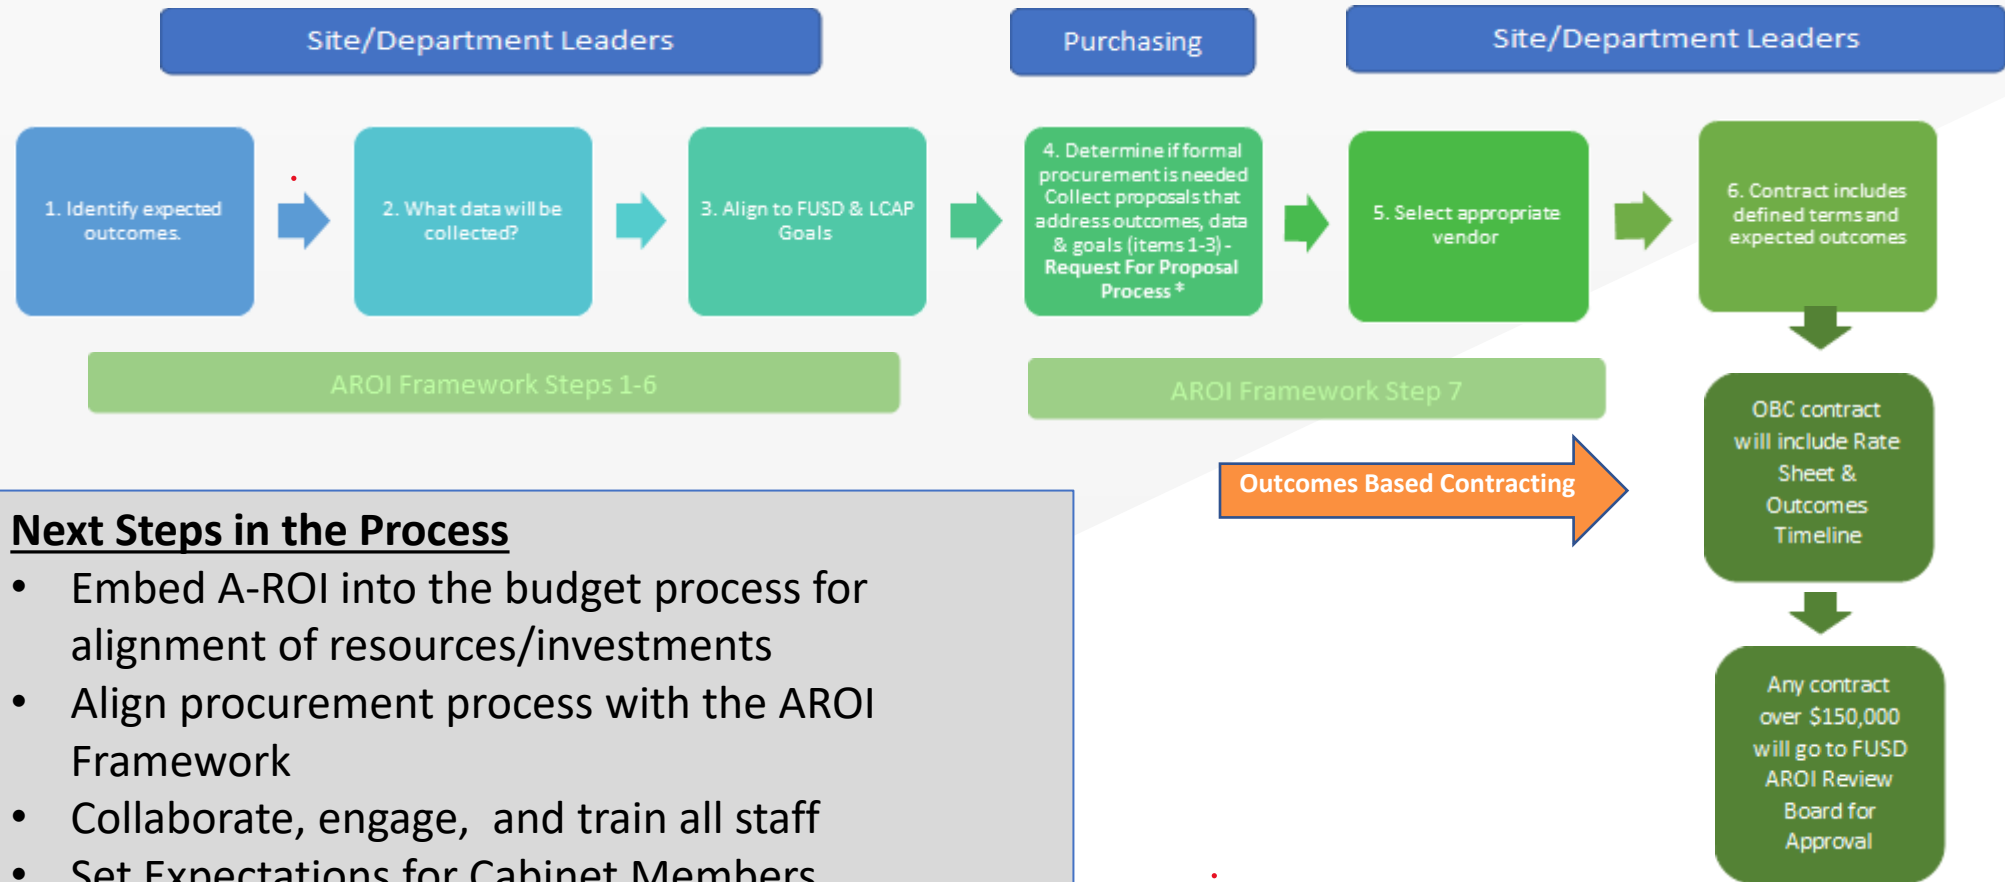 Site/Department Leaders
Purchasing
Site/Department Leaders
1. Identify expected
outcomes.
2. What data will be
collected?
3. Align to FUSD & LCAP
Goals
4. Determine if formal
procurement is needed
Collect proposals that
address outcomes, data
& goals (items 1-3) -
Request For Proposal
Process *
5. Select appropriate
vendor
6. Contract includes
defined terms and
expected outcomes
AROI Framework Steps 1-6
AROI Framework Step 7
Outcomes Based Contracting
OBC contract
will include Rate
Sheet &
Outcomes
Timeline
Any contract
over $150,000
will go to FUSD
AROI Review
Board for
Approval
Next Steps in the Process
• Embed A-ROI into the budget process for
alignment of resources/investments
• Align procurement process with the AROI
Framework
• Collaborate, engage, and train all staff
• Set Expectations for Cabinet Members